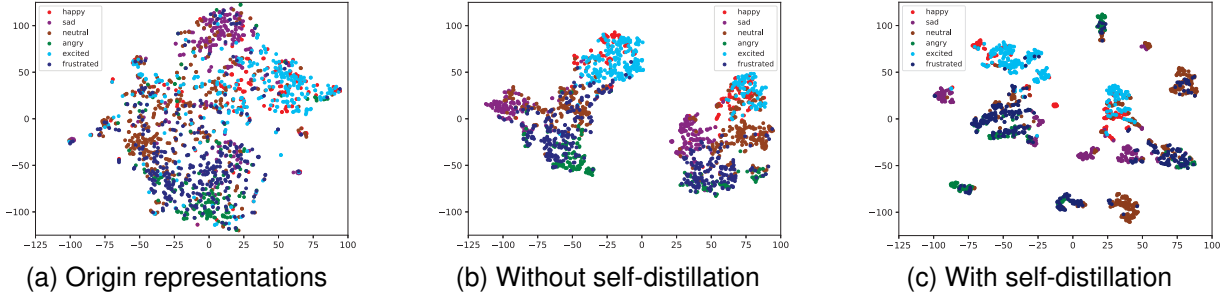 happy
sad
neutral
angry
excited
frustrated
100
50
0
−50
−100
−125 −100 −75 −50 −25 0 25 50 75 100
(a) Origin representations
happy
sad
neutral
angry
excited
frustrated
100
50
0
−50
−100
−125 −100 −75 −50 −25 0 25 50 75 100
(b) Without self-distillation
happy
sad
neutral
angry
excited
frustrated
100
50
0
−50
−100
−125 −100 −75 −50 −25 0 25 50 75 100
(c) With self-distillation